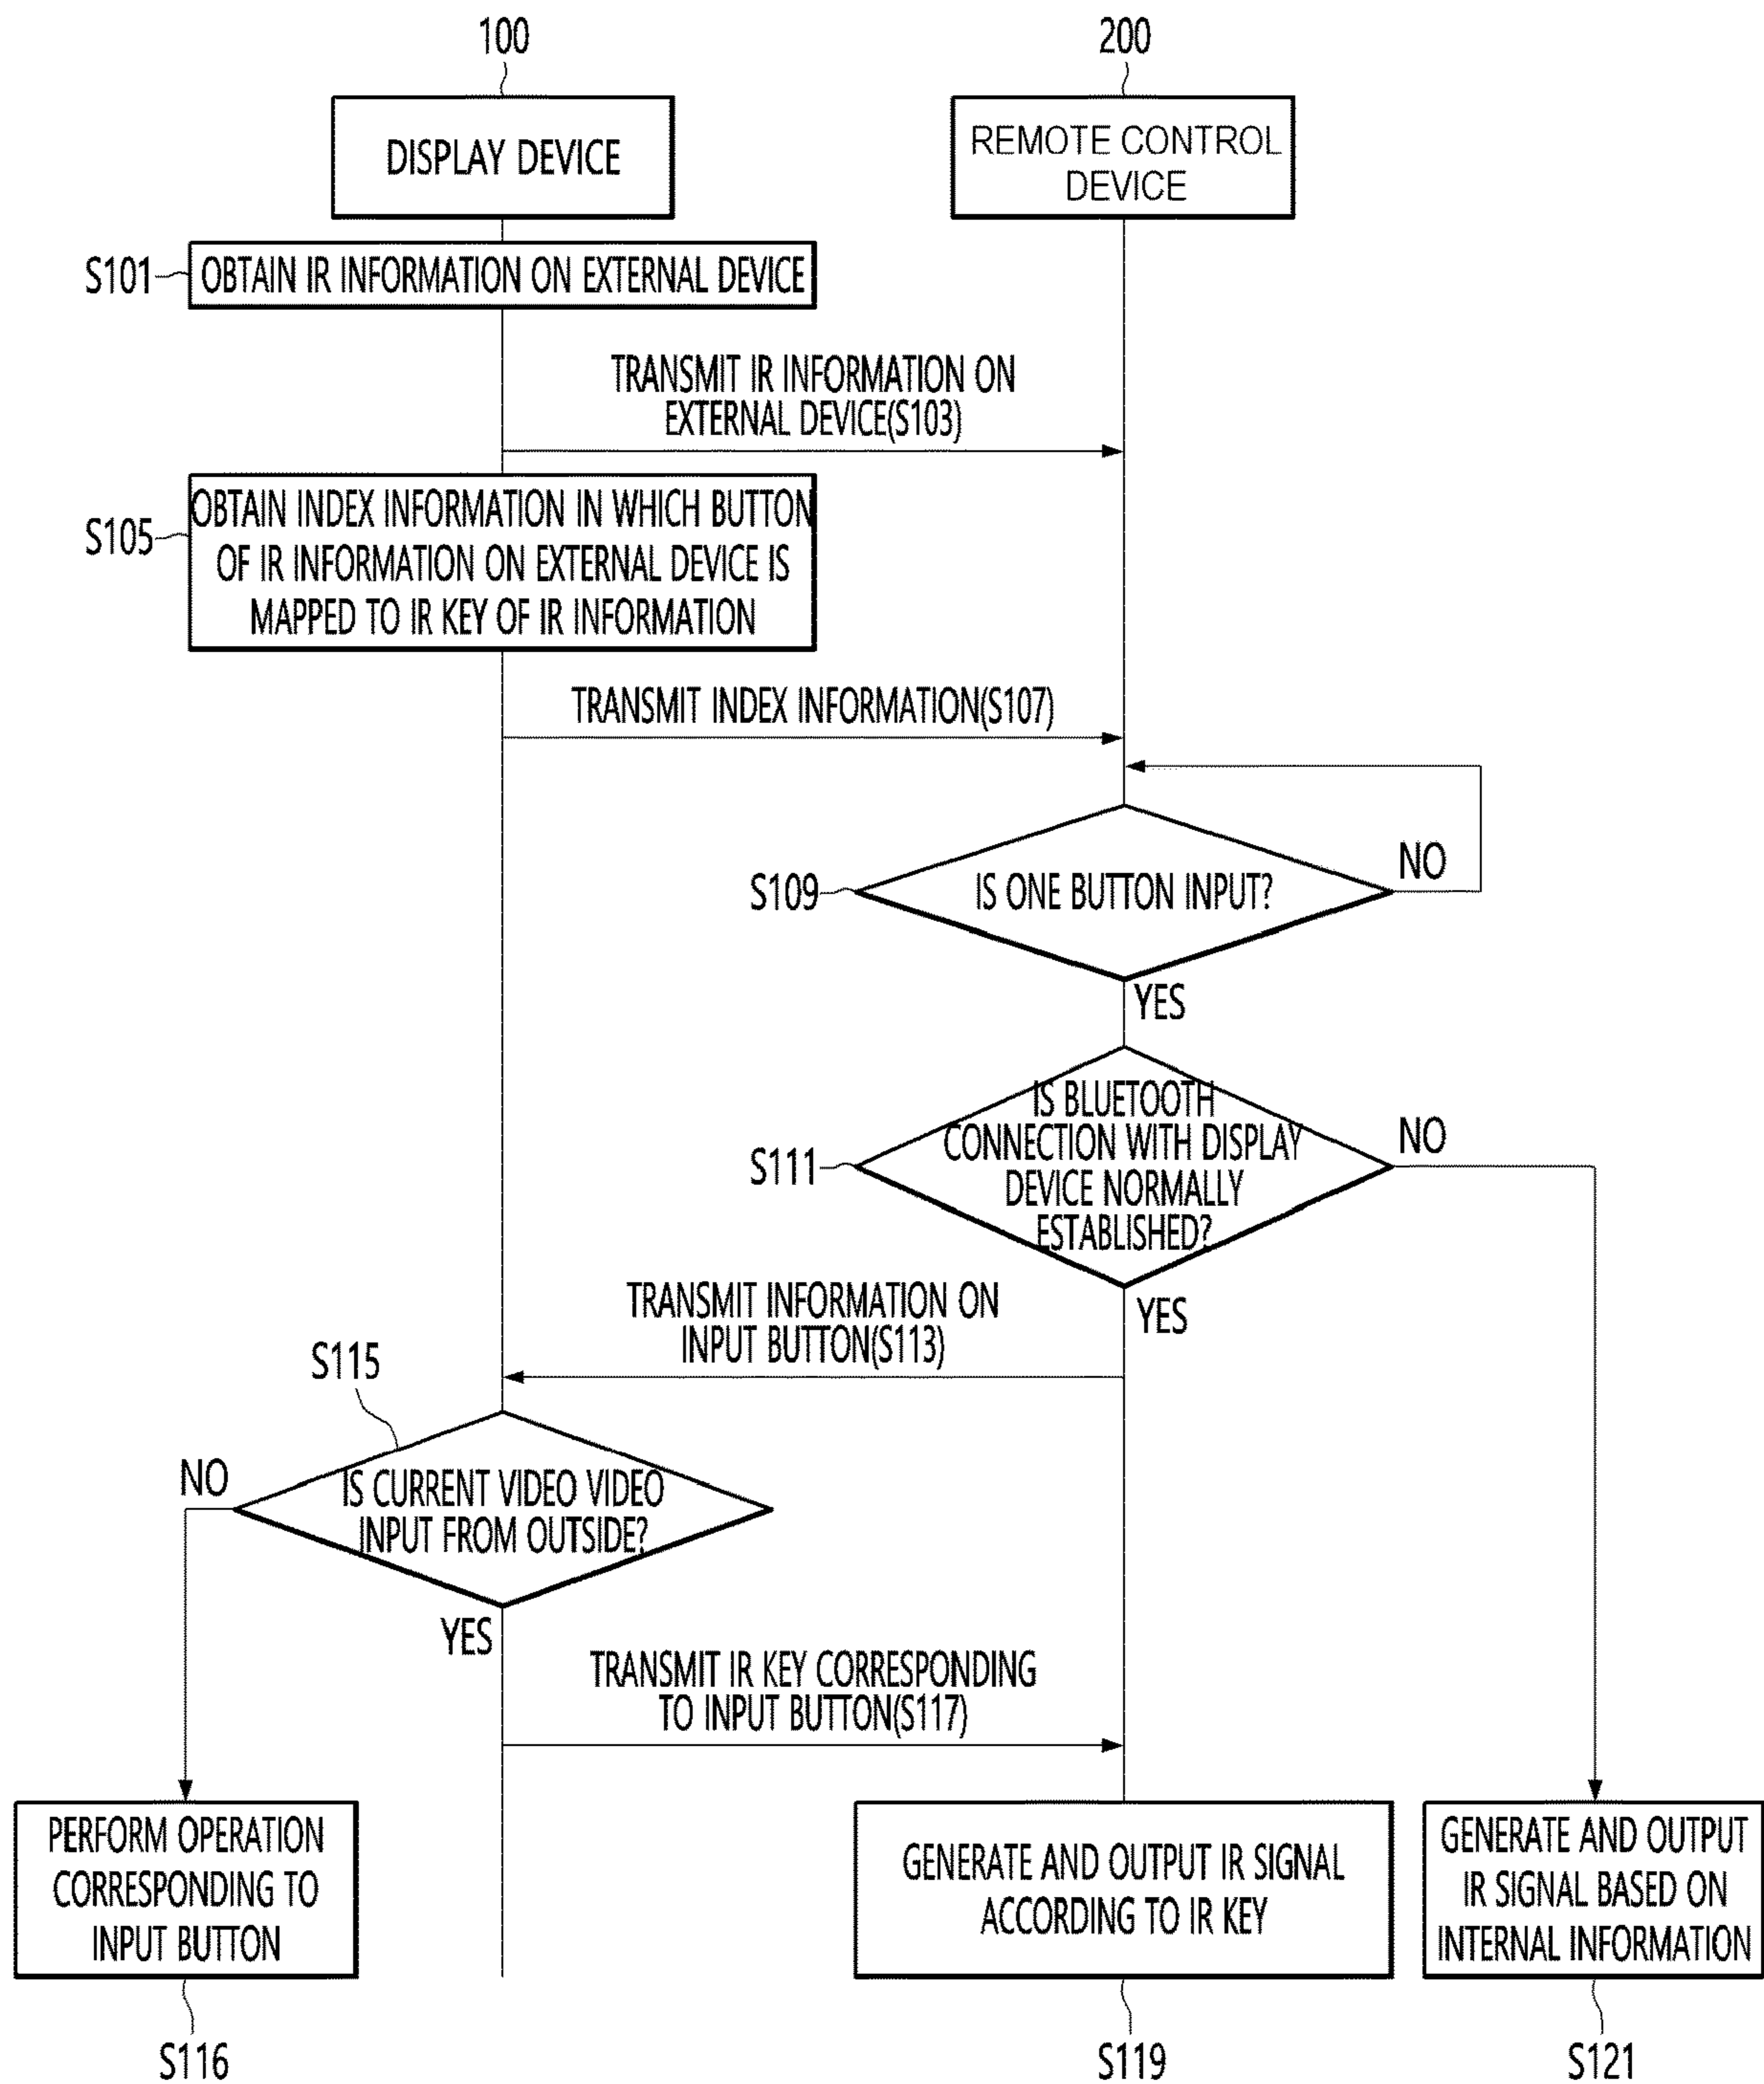 100
200
DISPLAY DEVICE
REMOTE CONTROL
DEVICE
S101
OBTAIN IR INFORMATION ON EXTERNAL DEVICE
TRANSMIT IR INFORMATION ON
EXTERNAL DEVICE(S103)
S105
OBTAIN INDEX INFORMATION IN WHICH BUTTON
OF IR INFORMATION ON EXTERNAL DEVICE IS
MAPPED TO IR KEY OF IR INFORMATION
TRANSMIT INDEX INFORMATION(S107)
S109
IS ONE BUTTON INPUT?
NO
YES
S111
IS BLUETOOTH
CONNECTION WITH DISPLAY
DEVICE NORMALLY
ESTABLISHED?
NO
YES
TRANSMIT INFORMATION ON
INPUT BUTTON(S113)
S115
IS CURRENT VIDEO VIDEO
INPUT FROM OUTSIDE?
NO
YES
TRANSMIT IR KEY CORRESPONDING
TO INPUT BUTTON(S117)
PERFORM OPERATION
CORRESPONDING TO
INPUT BUTTON
GENERATE AND OUTPUT IR SIGNAL
ACCORDING TO IR KEY
GENERATE AND OUTPUT
IR SIGNAL BASED ON
INTERNAL INFORMATION
S116
S119
S121